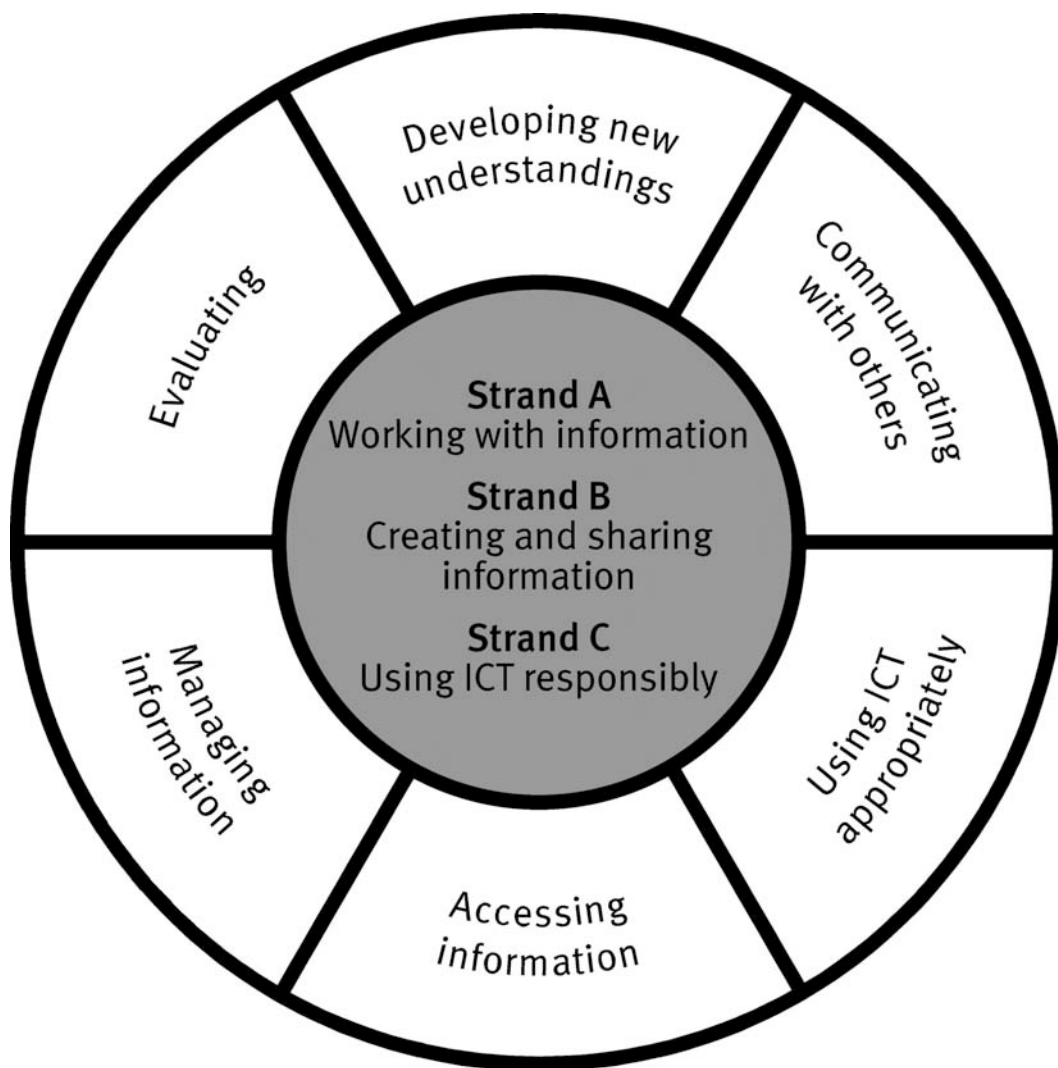 Developing new
understandings
Communicating
with others
Using ICT
appropriately
Accessing
information
Managing
information
Evaluating
Strand A
Working with information
Strand B
Creating and sharing
information
Strand C
Using ICT responsibly